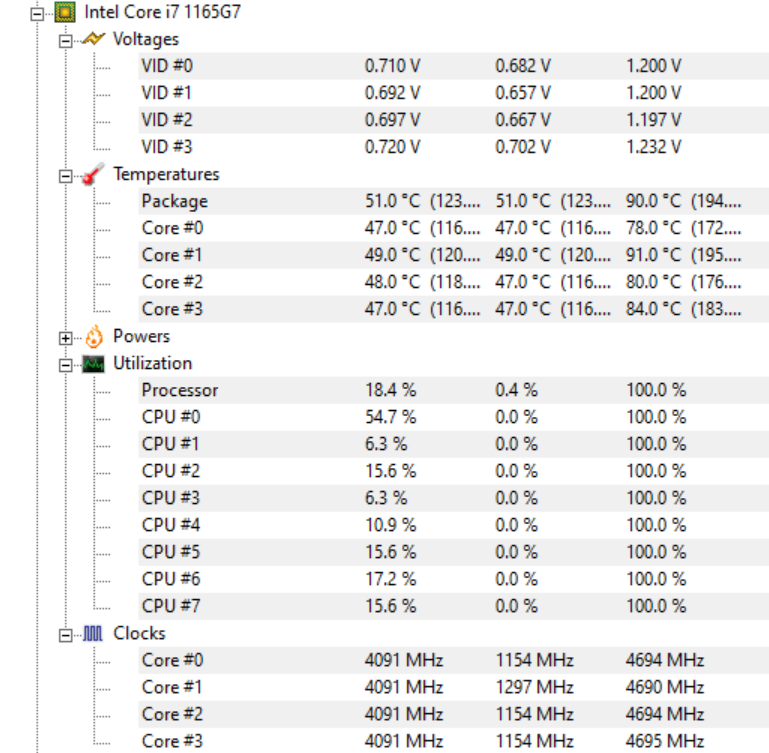 Intel Core i7 1165G7
Voltages
VID #0 0.710 V 0.682 V 1.200 V
VID #1 0.692 V 0.657 V 1.200 V
VID #2 0.697 V 0.667 V 1.197 V
VID #3 0.720 V 0.702 V 1.232 V
Temperatures
Package 51.0 °C (123.... 51.0 °C (123.... 90.0 °C (194....
Core #0 47.0 °C (116.... 47.0 °C (116.... 78.0 °C (172....
Core #1 49.0 °C (120.... 49.0 °C (120.... 91.0 °C (195....
Core #2 48.0 °C (118.... 47.0 °C (116.... 80.0 °C (176....
Core #3 47.0 °C (116.... 47.0 °C (116.... 84.0 °C (183....
Powers
Utilization
Processor 18.4 % 0.4 % 100.0 %
CPU #0 54.7 % 0.0 % 100.0 %
CPU #1 6.3 % 0.0 % 100.0 %
CPU #2 15.6 % 0.0 % 100.0 %
CPU #3 6.3 % 0.0 % 100.0 %
CPU #4 10.9 % 0.0 % 100.0 %
CPU #5 15.6 % 0.0 % 100.0 %
CPU #6 17.2 % 0.0 % 100.0 %
CPU #7 15.6 % 0.0 % 100.0 %
Clocks
Core #0 4091 MHz 1154 MHz 4694 MHz
Core #1 4091 MHz 1297 MHz 4690 MHz
Core #2 4091 MHz 1154 MHz 4694 MHz
Core #3 4091 MHz 1154 MHz 4695 MHz